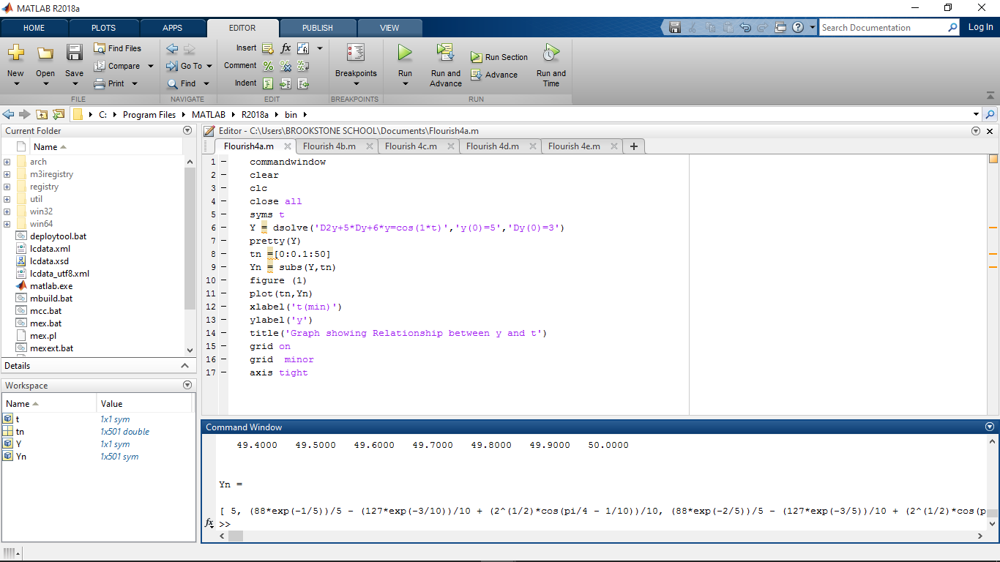 MATLAB R2018a
HOME PLOTS APPS EDITOR PUBLISH VIEW
Search Documentation
Log In
New
Open
Save
Find Files
Compare
Print
FILE
Go To
Find
NAVIGATE
Insert
Comment
Indent
EDIT
Breakpoints
BREAKPOINTS
Run
Run and
Advance
Run Section
Advance
Run and
Time
RUN
C: Program Files MATLAB R2018a bin
Current Folder
Name
arch
m3iregistry
registry
util
win32
win64
deploytool.bat
lcdata.xml
lcdata.xsd
lcdata_utf8.xml
matlab.exe
mbuild.bat
mcc.bat
mex.bat
mex.pl
mexext.bat
Details
Workspace
Name Value
t 1x1 sym
tn 1x501 double
Y 1x1 sym
Yn 1x501 sym
Editor - C:\Users\BROOKSTONE SCHOOL\Documents\Flourish4a.m
Flourish4a.m Flourish 4b.m Flourish 4c.m Flourish 4d.m Flourish 4e.m
1 - commandwindow
2 - clear
3 - clc
4 - close all
5 - syms t
6 - Y = dsolve('D2y+5*Dy+6*y=cos(1*t)','y(0)=5','Dy(0)=3')
7 - pretty(Y)
8 - tn =[0:0.1:50]
9 - Yn = subs(Y,tn)
10 - figure (1)
11 - plot(tn,Yn)
12 - xlabel('t(min)')
13 - ylabel('y')
14 - title('Graph showing Relationship between y and t')
15 - grid on
16 - grid  minor
17 - axis tight
Command Window
49.4000 49.5000 49.6000 49.7000 49.8000 49.9000 50.0000
Yn =
[ 5, (88*exp(-1/5))/5 - (127*exp(-3/10))/10 + (2^(1/2)*cos(pi/4 - 1/10))/10, (88*exp(-2/5))/5 - (127*exp(-3/5))/10 + (2^(1/2)*cos(p
fx >>